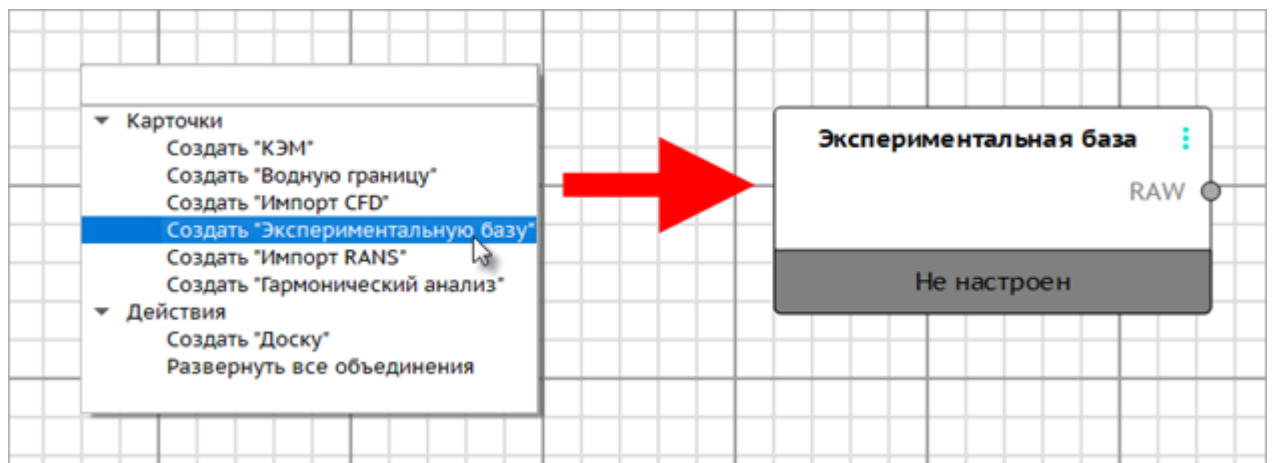 Карточки
Создать "КЭМ"
Создать "Водную границу"
Создать "Импорт CFD"
Создать "Экспериментальную базу"
Создать "Импорт RANS"
Создать "Гармонический анализ"
Действия
Создать "Доску"
Развернуть все объединения
Экспериментальная база
RAW
Не настроен